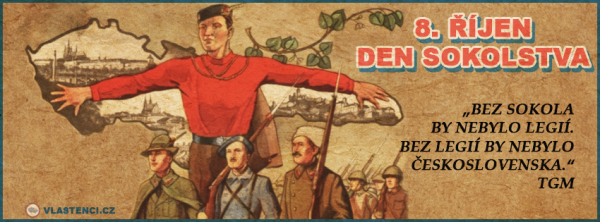 8. ŘÍJEN
DEN SOKOLSTVA
„BEZ SOKOLA
BY NEBYLO LEGIÍ.
BEZ LEGIÍ BY NEBYLO
ČESKOSLOVENSKA.“
TGM
VLASTENCI.CZ